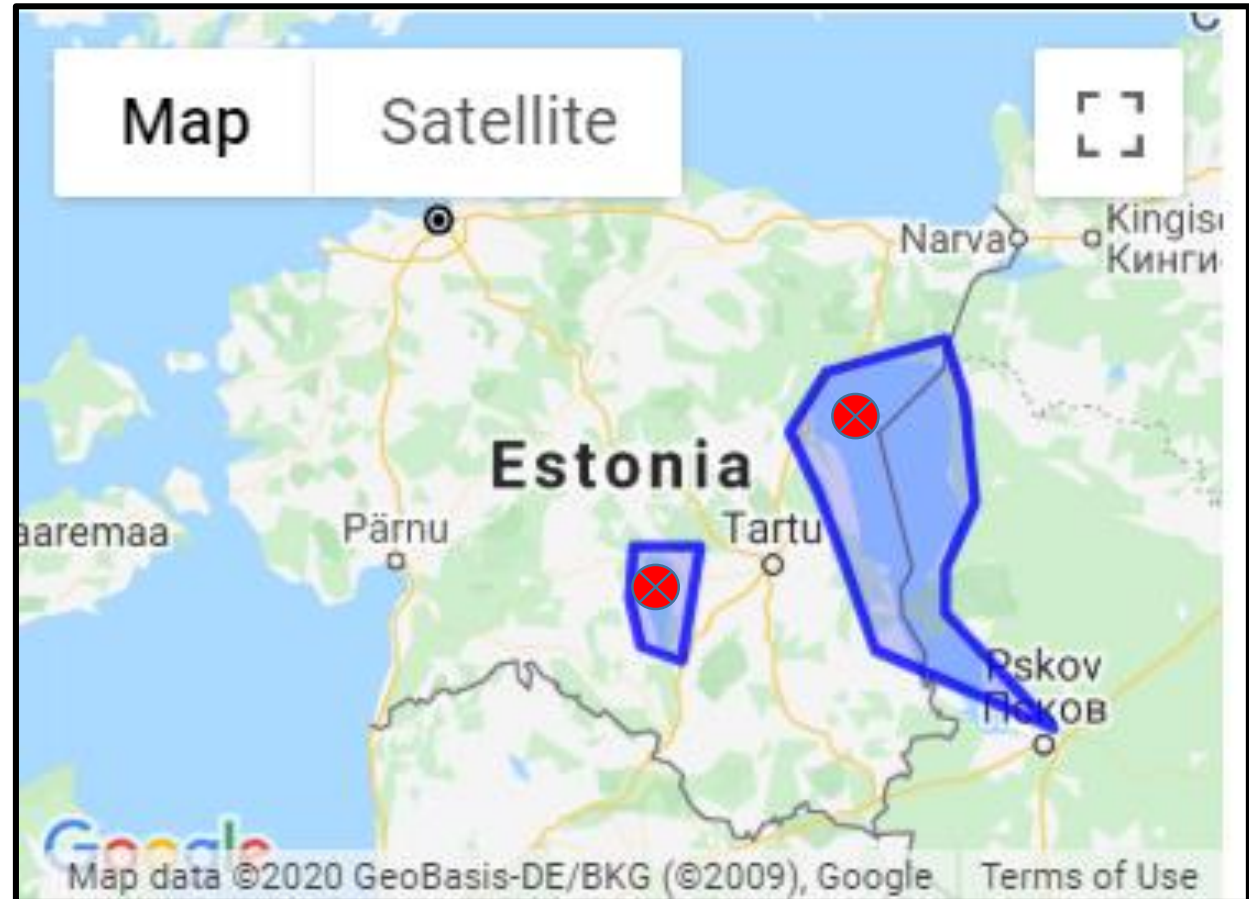 Map
Satellite
Narva
Kingis
Кинги
Estonia
aaremaa
Pärnu
Tartu
Pskov
Псков
Google
Map data ©2020 GeoBasis-DE/BKG (©2009), Google
Terms of Use